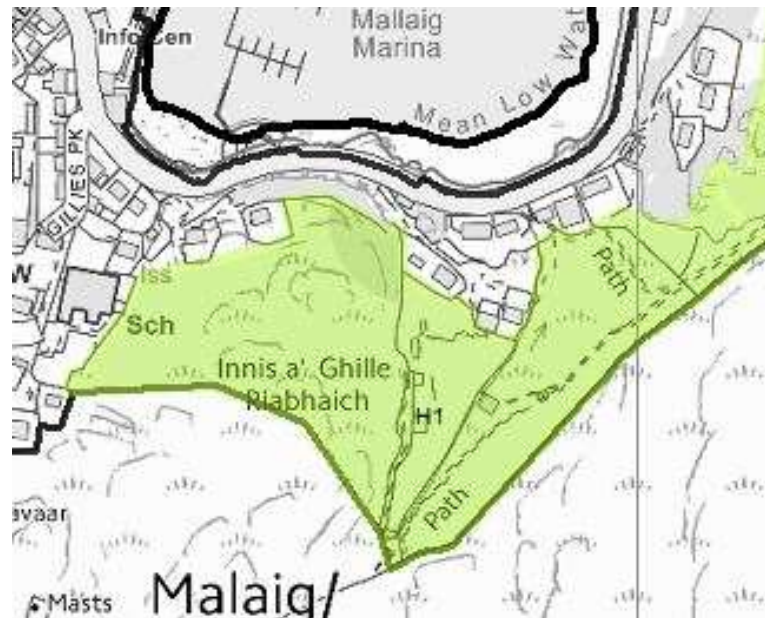 Mallaig
Marina
Info Cen
Mean Low Wat
GILLIES PK
W
Iss
Sch
Path
Innis a' Ghille
Riabhaich
H1
Path
avaar
Masts
Malaig/